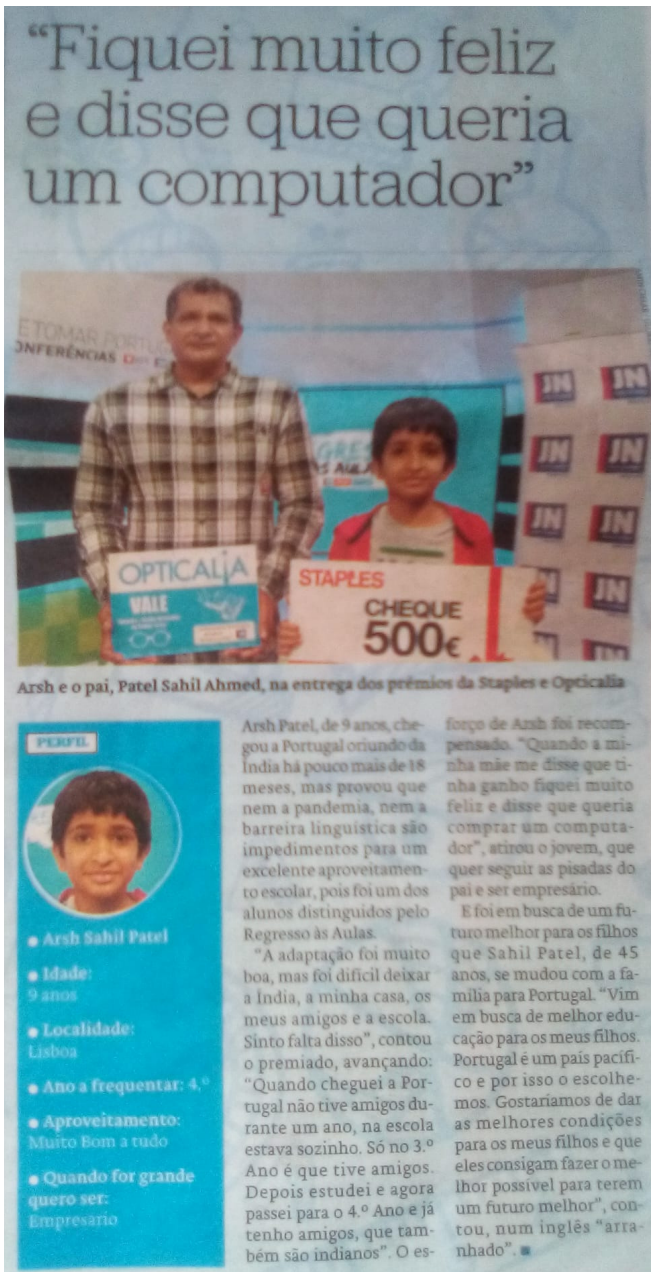 “Fiquei muito feliz
e disse que queria
um computador”
E TOMAR PORTU
ONFERÊNCIAS
GRES
S AULA
JN
JN
JN
JN
JN
JN
JN
JN
OPTICALIA
VALE
STAPLES
CHEQUE
500€
Arsh e o pai, Patel Sahil Ahmed, na entrega dos prémios da Staples e Opticalia
PERFIL
● Arsh Sahil Patel
● Idade:
9 anos
● Localidade:
Lisboa
● Ano a frequentar: 4.º
● Aproveitamento:
Muito Bom a tudo
● Quando for grande
quero ser:
Empresário
Arsh Patel, de 9 anos, che-
gou a Portugal oriundo da
Índia há pouco mais de 18
meses, mas provou que
nem a pandemia, nem a
barreira linguística são
impedimentos para um
excelente aproveitamen-
to escolar, pois foi um dos
alunos distinguidos pelo
Regresso às Aulas.
“A adaptação foi muito
boa, mas foi difícil deixar
a Índia, a minha casa, os
meus amigos e a escola.
Sinto falta disso”, contou
o premiado, avançando:
“Quando cheguei a Por-
tugal não tive amigos du-
rante um ano, na escola
estava sozinho. Só no 3.º
Ano é que tive amigos.
Depois estudei e agora
passei para o 4.º Ano e já
tenho amigos, que tam-
bém são indianos”. O es-
forço de Arsh foi recom-
pensado. “Quando a mi-
nha mãe me disse que ti-
nha ganho fiquei muito
feliz e disse que queria
comprar um computa-
dor”, atirou o jovem, que
quer seguir as pisadas do
pai e ser empresário.
E foi em busca de um fu-
turo melhor para os filhos
que Sahil Patel, de 45
anos, se mudou com a fa-
mília para Portugal. “Vim
em busca de melhor edu-
cação para os meus filhos.
Portugal é um país pacífi-
co e por isso o escolhe-
mos. Gostaríamos de dar
as melhores condições
para os meus filhos e que
eles consigam fazer o me-
lhor possível para terem
um futuro melhor”, con-
tou, num inglês “arra-
nhado”.